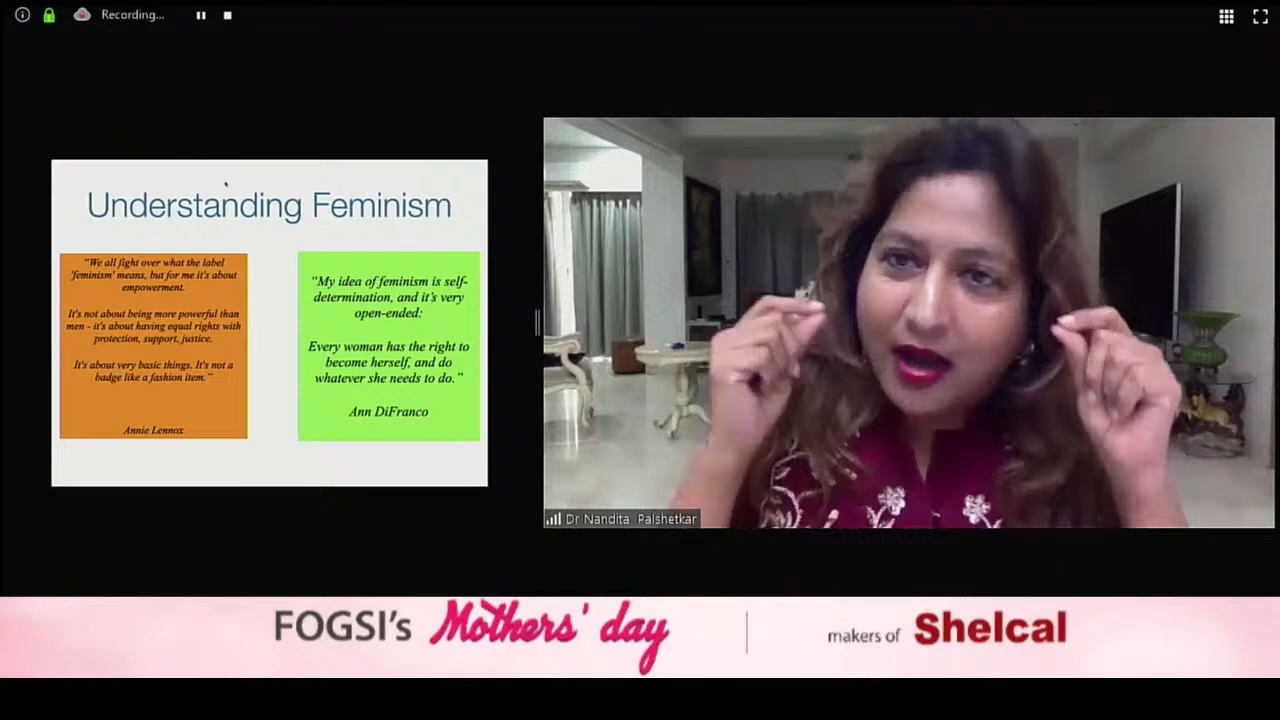 Recording...
Understanding Feminism
"We all fight over what the label
'feminism' means, but for me it's about
empowerment.
It's not about being more powerful than
men - it's about having equal rights with
protection, support, justice.
It's about very basic things. It's not a
badge like a fashion item."
Annie Lennox
"My idea of feminism is self-
determination, and it's very
open-ended:
Every woman has the right to
become herself, and do
whatever she needs to do."
Ann DiFranco
Dr Nandita Palshetkar
FOGSI's Mothers' day
makers of Shelcal